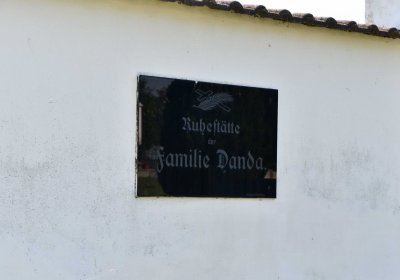 Ruhestätte
der
Familie Danda.